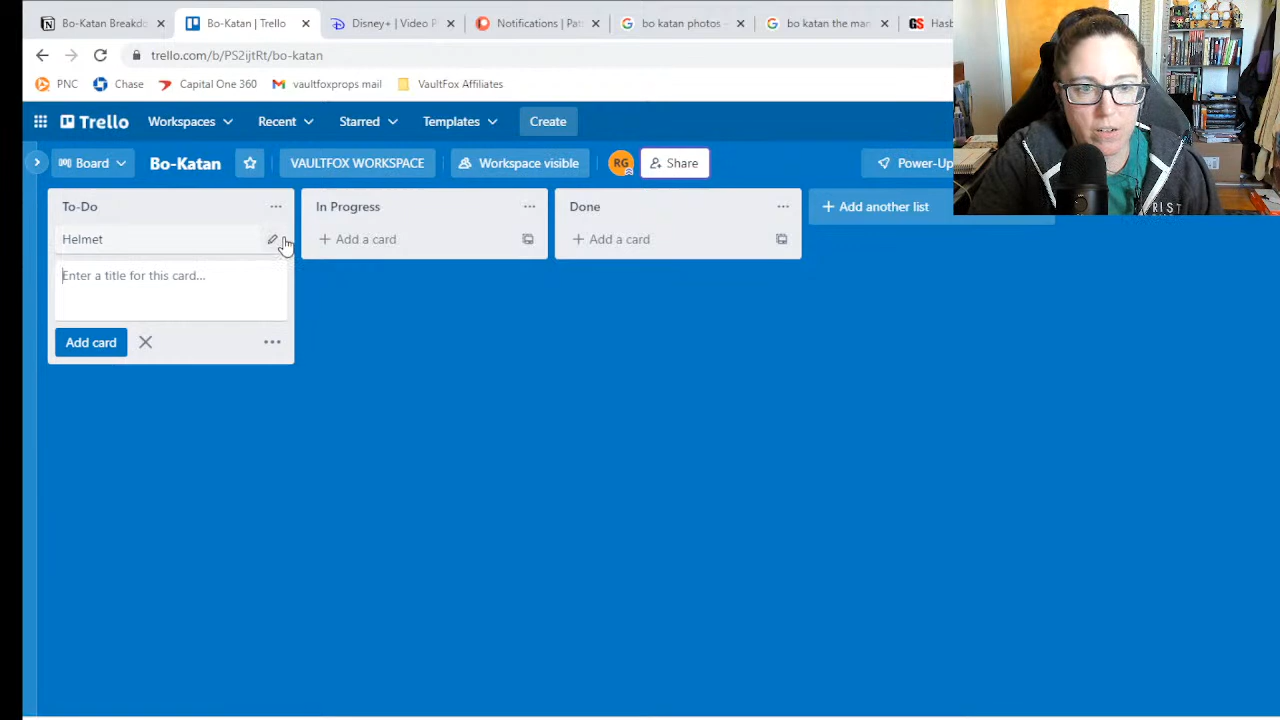 Bo-Katan Breakd
Bo-Katan | Trello
Disney+ | Video P
Notifications | Pat
bo katan photos -
bo katan the man
GS Hasb
trello.com/b/PS2ijtRt/bo-katan
PNC
Chase
Capital One 360
vaultfoxprops mail
VaultFox Affiliates
Trello
Workspaces
Recent
Starred
Templates
Create
Board
Bo-Katan
VAULTFOX WORKSPACE
Workspace visible
RG
Share
Power-Up
To-Do
Helmet
Enter a title for this card...
Add card
In Progress
+ Add a card
Done
+ Add a card
+ Add another list